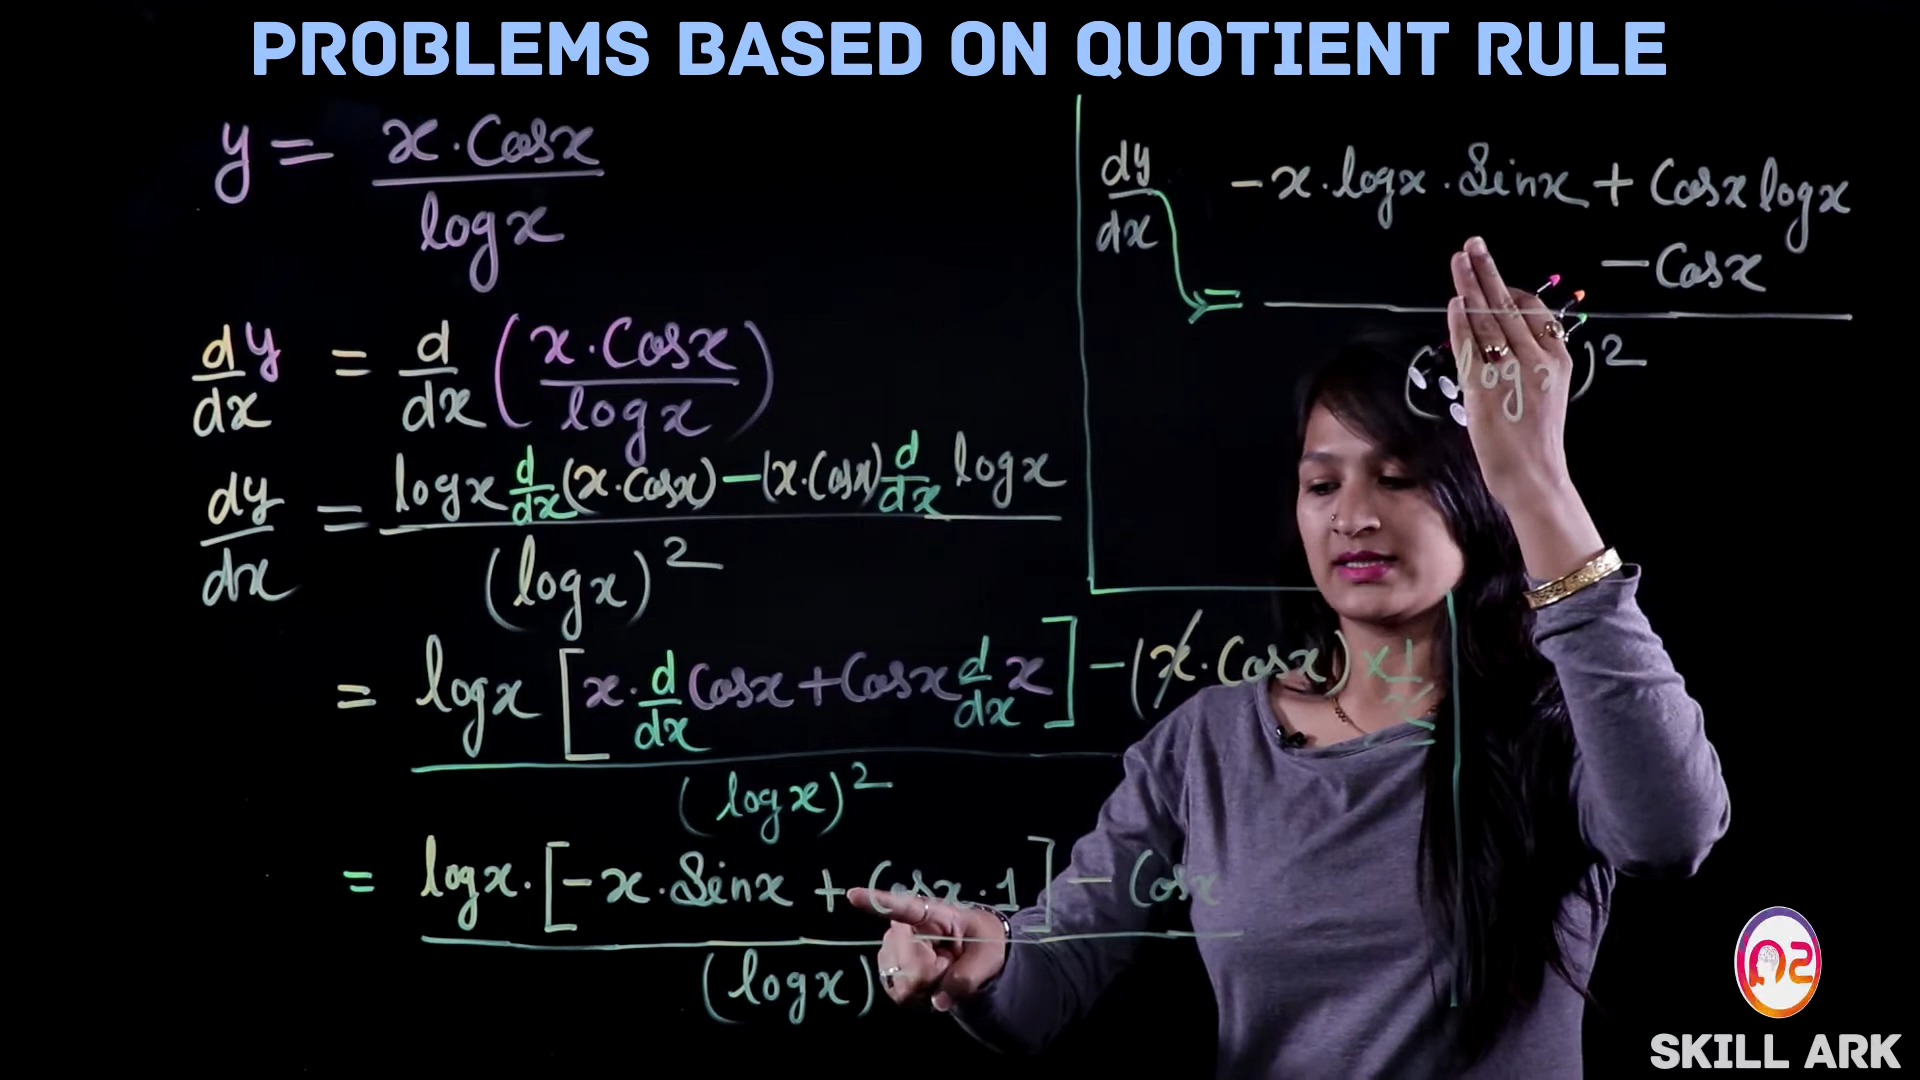 PROBLEMS BASED ON QUOTIENT RULE
y = x·Cosx / logx
d/dx y = d/dx (x·Cosx / logx)
dy/dx = logx d/dx (x·Cosx) − (x·Cosx) d/dx logx / (logx)²
= logx [x·d/dx Cosx + Cosx d/dx x] − (x·Cosx) × 1/x / (logx)²
= logx·[−x·Sinx + Cosx·1] − Cosx / (logx)
dy/dx = −x·logx·Sinx + Cosx logx − Cosx / (logx)²
SKILL ARK